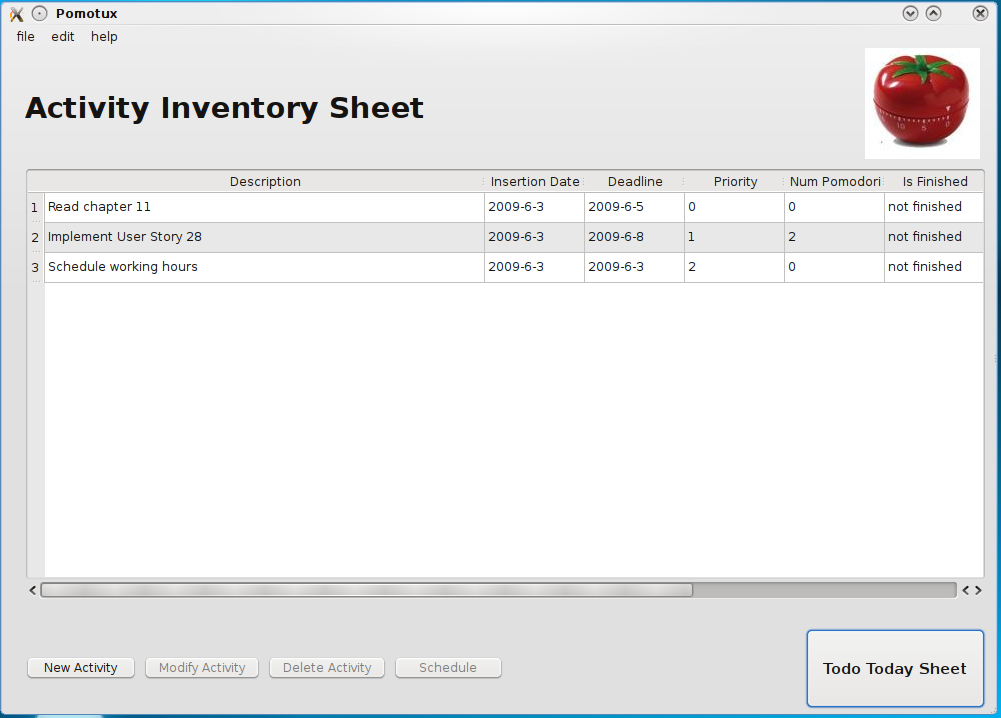 Pomotux
file edit help
Activity Inventory Sheet
10 5 0
Description Insertion Date Deadline Priority Num Pomodori Is Finished
1 Read chapter 11 2009-6-3 2009-6-5 0 0 not finished
2 Implement User Story 28 2009-6-3 2009-6-8 1 2 not finished
3 Schedule working hours 2009-6-3 2009-6-3 2 0 not finished
New Activity Modify Activity Delete Activity Schedule Todo Today Sheet